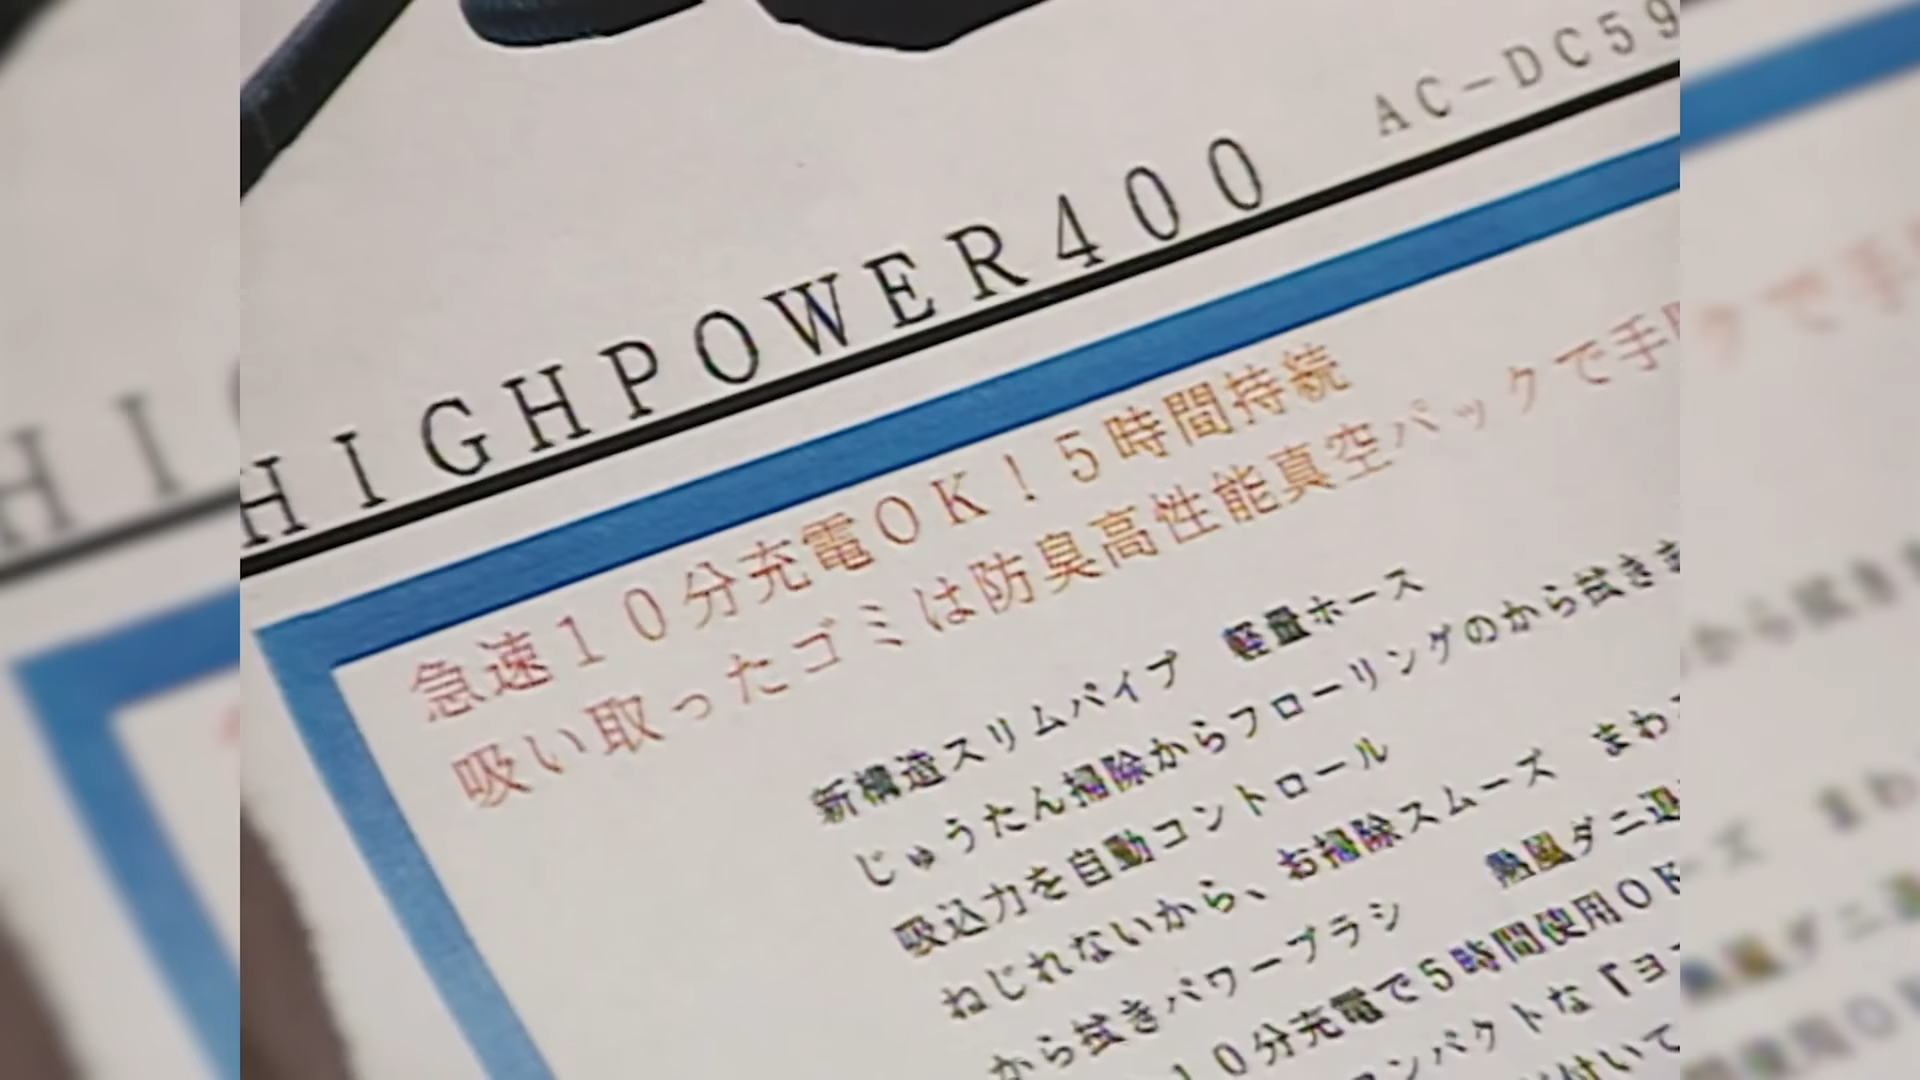 AC-DC59
HIGHPOWER400
急速10分充電OK!5時間持続
吸い取ったゴミは防臭高性能真空パックで手
新構造スリムパイプ 軽量ホース
じゅうたん掃除からフローリングのから拭きま
吸込力を自動コントロール
ねじれないから、お掃除スムーズ まわ
から拭きパワーブラシ 熱風ダニ退
10分充電で5時間使用OK
コンパクトな『ヨ
付いて